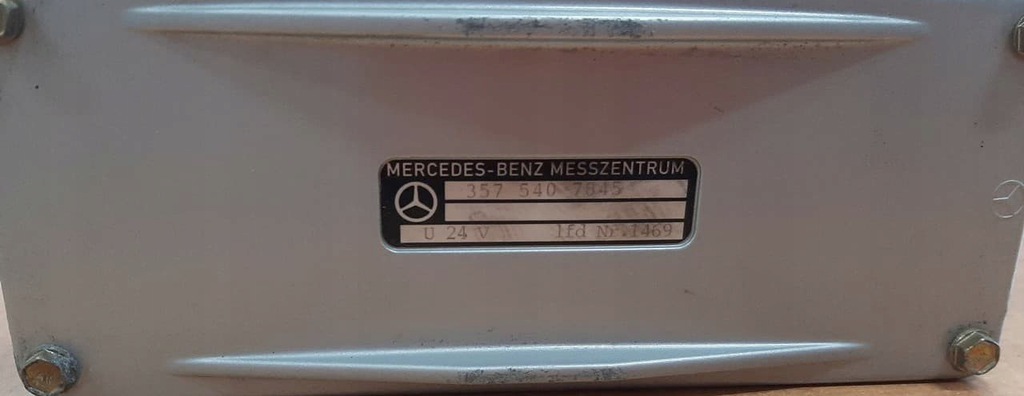 MERCEDES-BENZ MESSZENTRUM
357 540 7845
U 24 V lfd Nr.1469